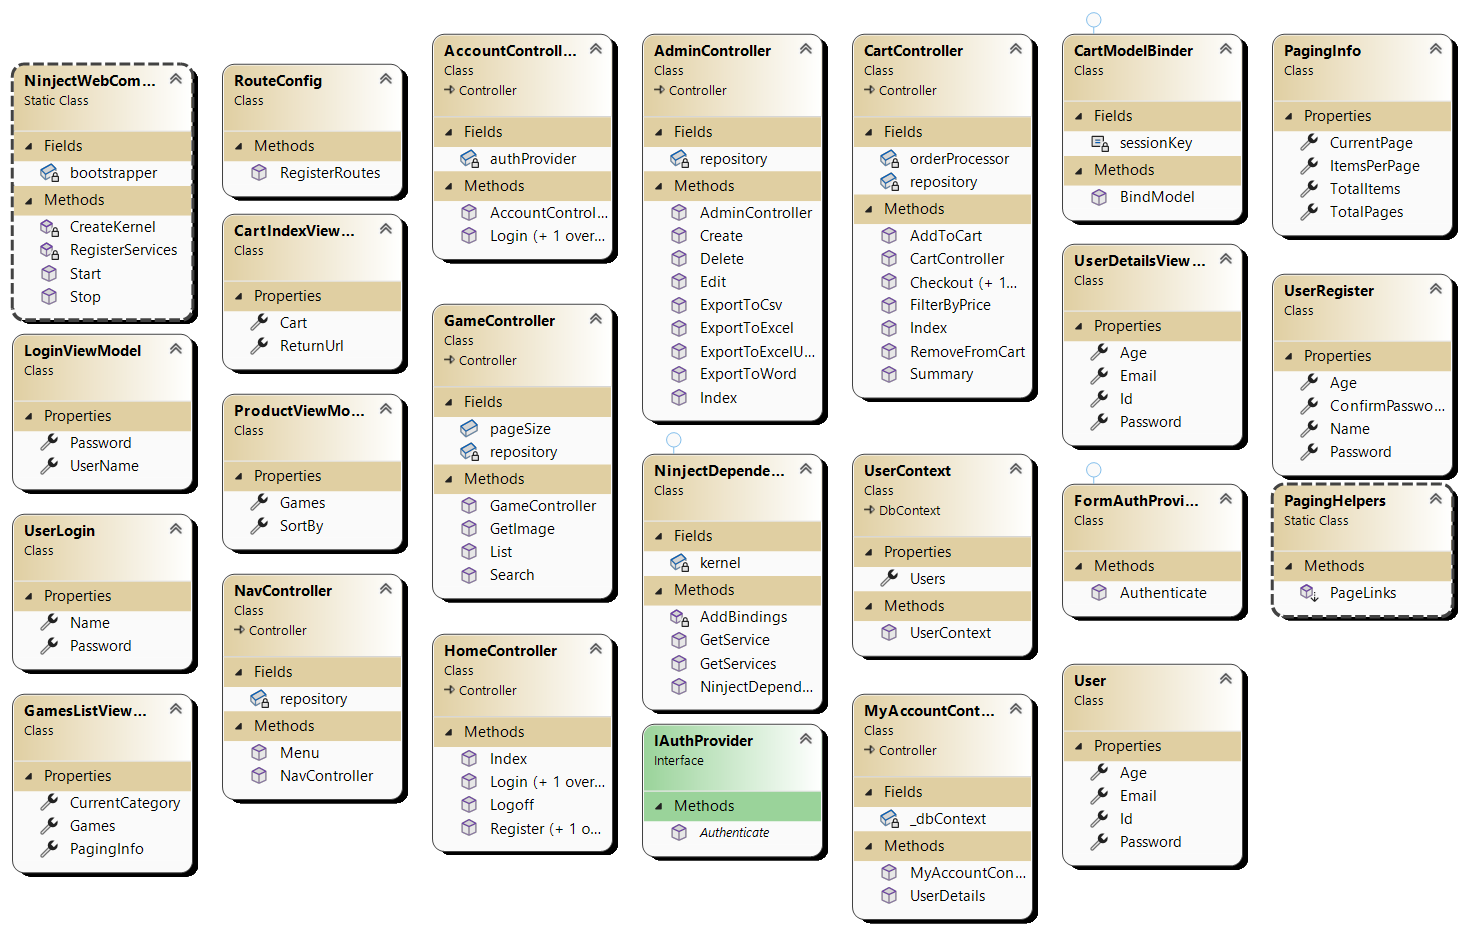 NinjectWebCom...
Static Class
Fields
bootstrapper
Methods
CreateKernel
RegisterServices
Start
Stop
LoginViewModel
Class
Properties
Password
UserName
UserLogin
Class
Properties
Name
Password
GamesListView...
Class
Properties
CurrentCategory
Games
PagingInfo
RouteConfig
Class
Methods
RegisterRoutes
CartIndexView...
Class
Properties
Cart
ReturnUrl
ProductViewMo...
Class
Properties
Games
SortBy
NavController
Class
Controller
Fields
repository
Methods
Menu
NavController
AccountControll...
Class
Controller
Fields
authProvider
Methods
AccountControl...
Login (+ 1 over...
GameController
Class
Controller
Fields
pageSize
repository
Methods
GameController
GetImage
List
Search
HomeController
Class
Controller
Methods
Index
Login (+ 1 over...
Logoff
Register (+ 1 o...
AdminController
Class
Controller
Fields
repository
Methods
AdminController
Create
Delete
Edit
ExportToCsv
ExportToExcel
ExportToExcelU...
ExportToWord
Index
NinjectDepende...
Class
Fields
kernel
Methods
AddBindings
GetService
GetServices
NinjectDepend...
IAuthProvider
Interface
Methods
Authenticate
CartController
Class
Controller
Fields
orderProcessor
repository
Methods
AddToCart
CartController
Checkout (+ 1...
FilterByPrice
Index
RemoveFromCart
Summary
UserContext
Class
DbContext
Properties
Users
Methods
UserContext
MyAccountCont...
Class
Controller
Fields
_dbContext
Methods
MyAccountCon...
UserDetails
CartModelBinder
Class
Fields
sessionKey
Methods
BindModel
UserDetailsView...
Class
Properties
Age
Email
Id
Password
FormAuthProvi...
Class
Methods
Authenticate
User
Class
Properties
Age
Email
Id
Password
PagingInfo
Class
Properties
CurrentPage
ItemsPerPage
TotalItems
TotalPages
UserRegister
Class
Properties
Age
ConfirmPasswo...
Name
Password
PagingHelpers
Static Class
Methods
PageLinks